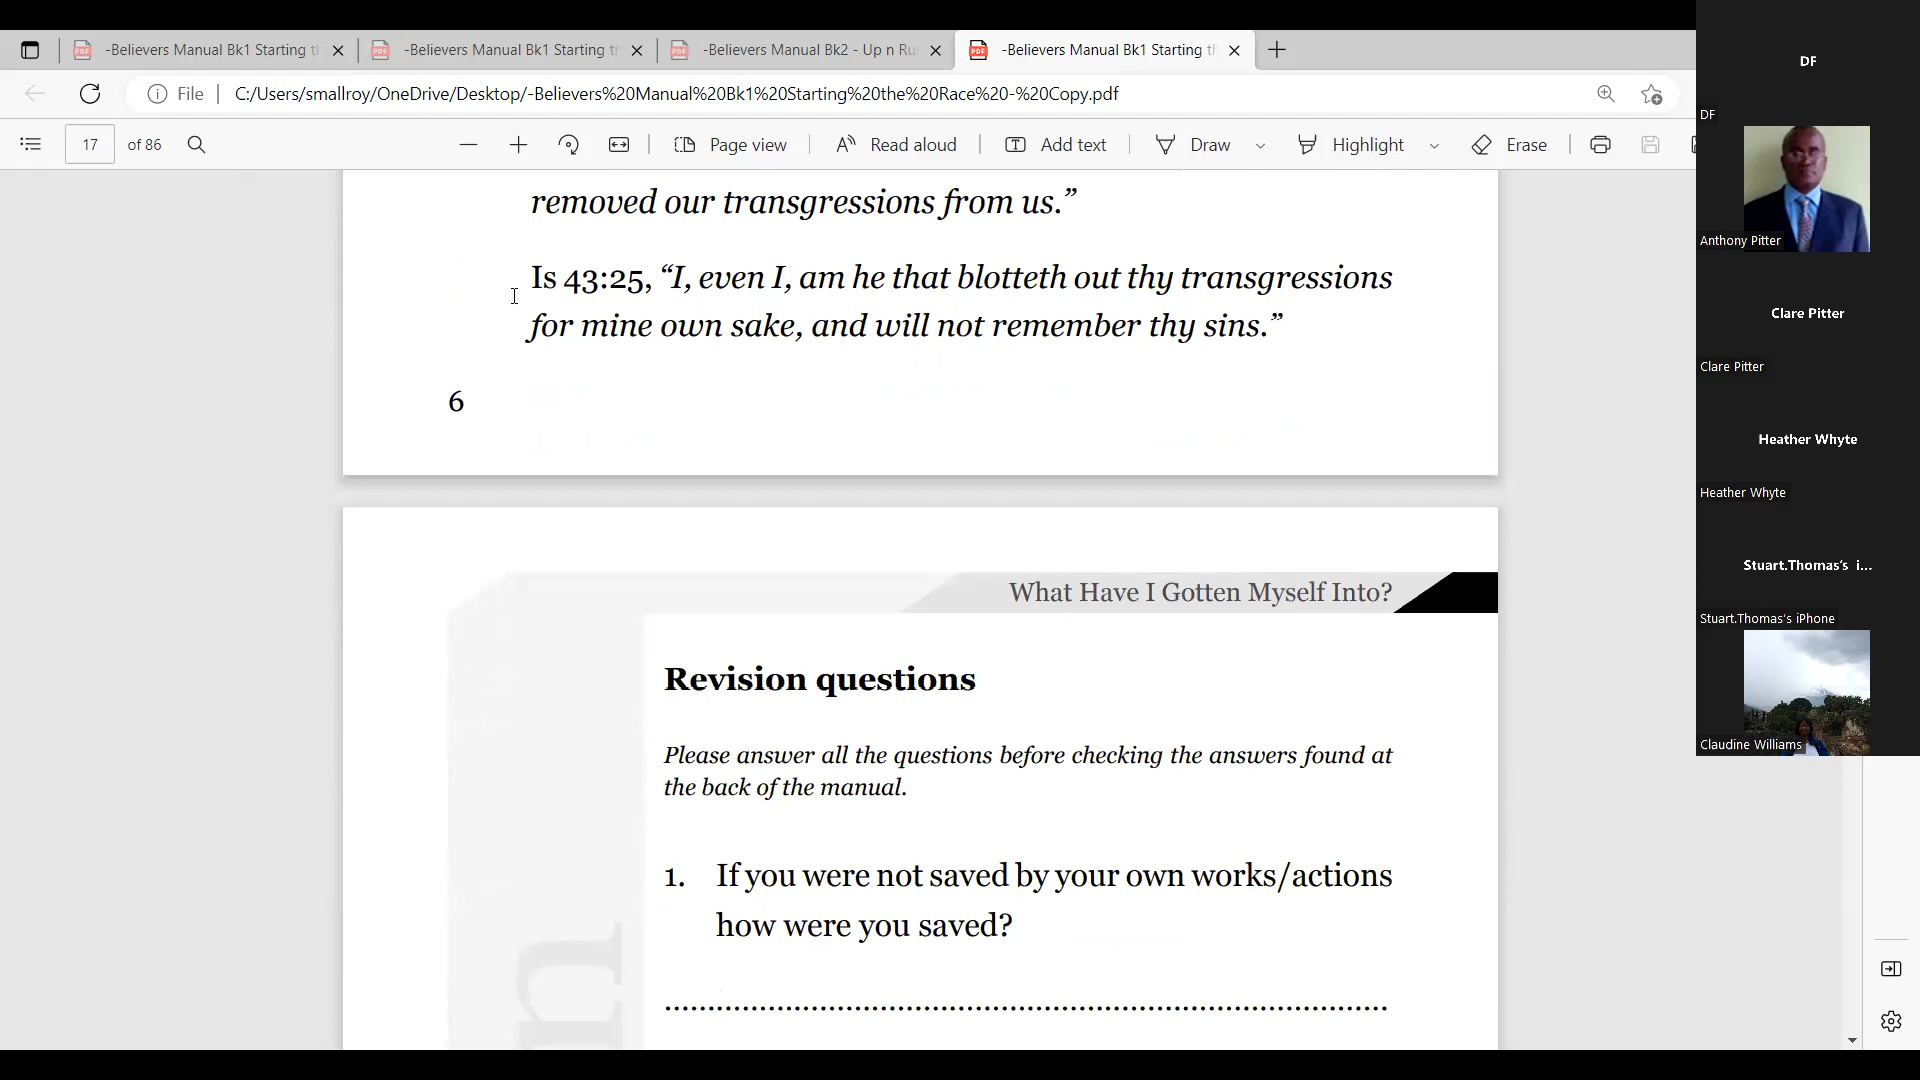 -Believers Manual Bk1 Starting th
-Believers Manual Bk1 Starting tl
-Believers Manual Bk2 - Up n Ru
-Believers Manual Bk1 Starting th
File
C:/Users/smallroy/OneDrive/Desktop/-Believers%20Manual%20Bk1%20Starting%20the%20Race%20-%20Copy.pdf
17 of 86
Page view
Read aloud
Add text
Draw
Highlight
Erase
removed our transgressions from us.”
Is 43:25, “I, even I, am he that blotteth out thy transgressions
for mine own sake, and will not remember thy sins.”
6
What Have I Gotten Myself Into?
Revision questions
Please answer all the questions before checking the answers found at
the back of the manual.
1. If you were not saved by your own works/actions
how were you saved?
n
DF
DF
Anthony Pitter
Clare Pitter
Clare Pitter
Heather Whyte
Heather Whyte
Stuart.Thomas's i...
Stuart.Thomas's iPhone
Claudine Williams